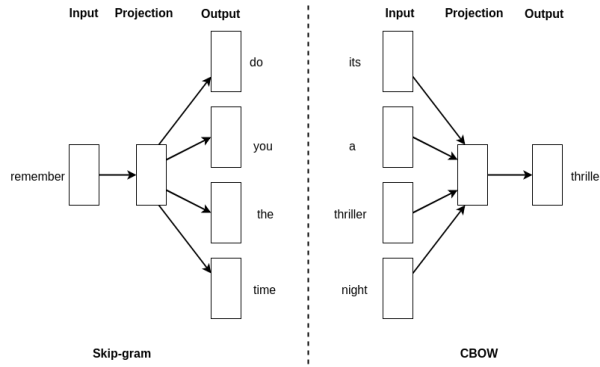 Input Projection Output
do
you
remember
the
time
Skip-gram
Input Projection Output
its
a
thrille
thriller
night
CBOW